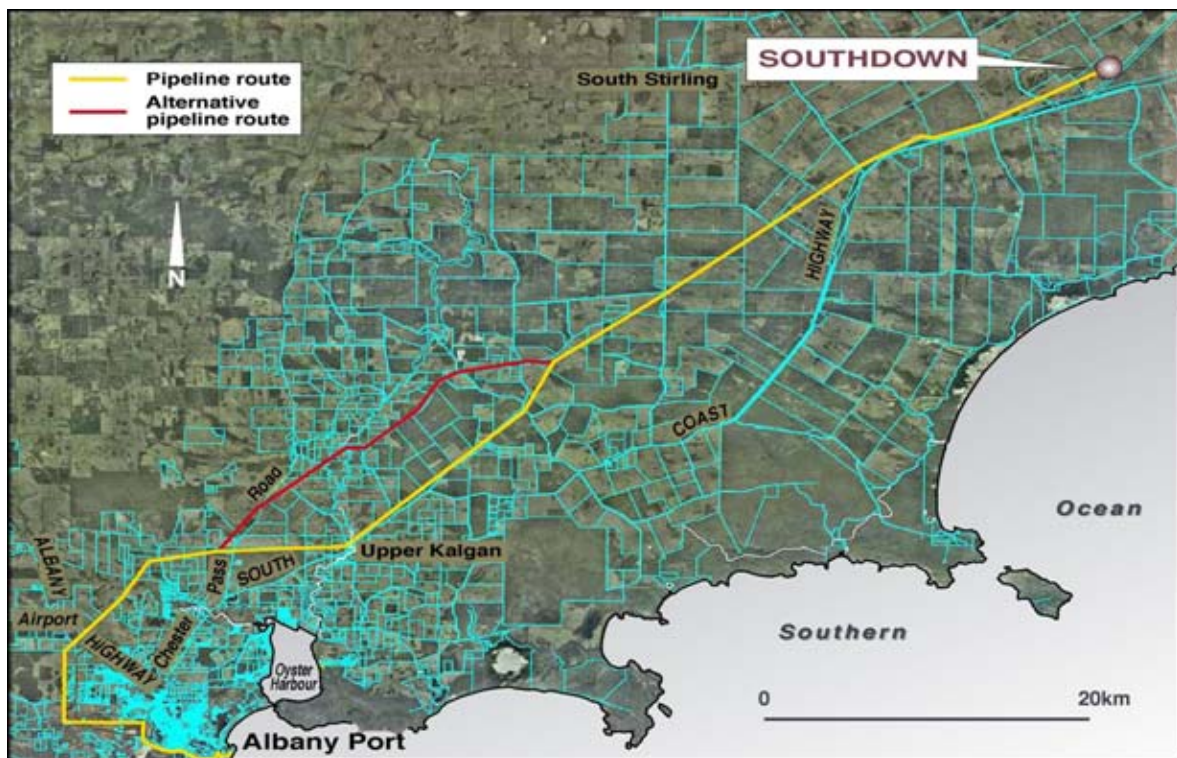 SOUTHDOWN
South Stirling
Pipeline route
Alternative
pipeline route
N
HIGHWAY
COAST
Road
Ocean
Upper Kalgan
ALBANY
Pass
SOUTH
Airport
HIGHWAY
Chester
Southern
Oyster
Harbour
0
20km
Albany Port